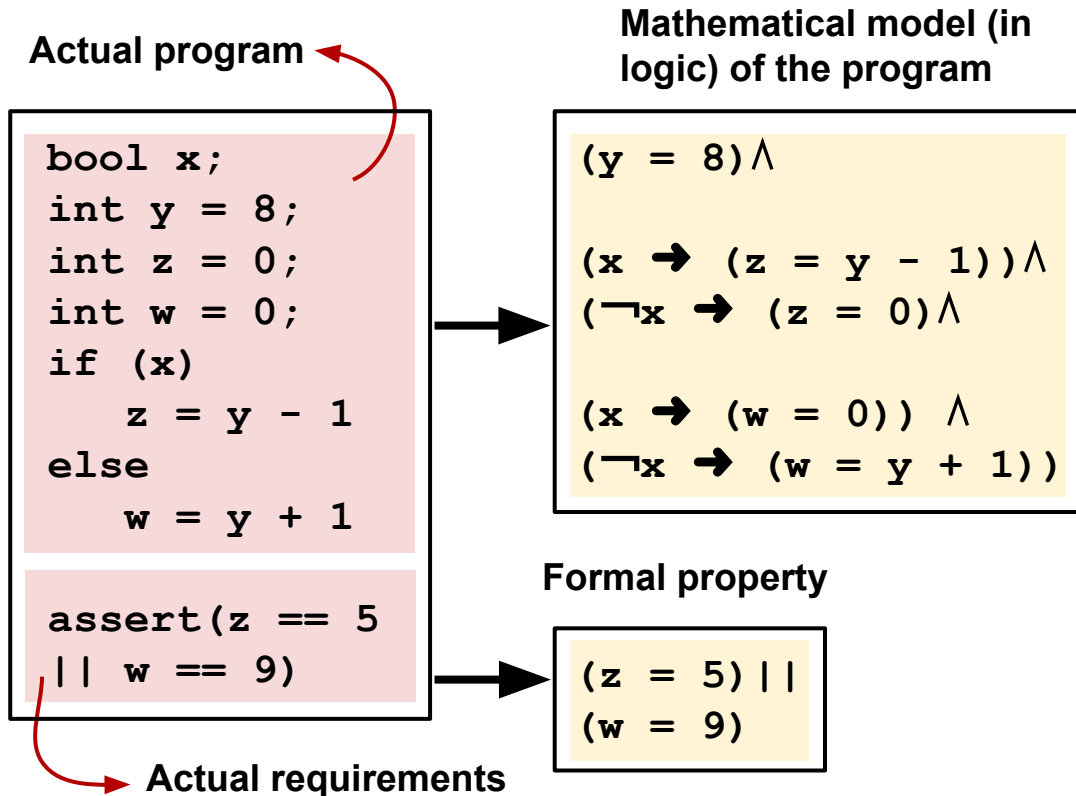 Actual program
bool x;
int y = 8;
int z = 0;
int w = 0;
if (x)
   z = y - 1
else
   w = y + 1
assert(z == 5
|| w == 9)
Actual requirements
Mathematical model (in
logic) of the program
(y = 8)∧
(x ➔ (z = y - 1))∧
(¬x ➔ (z = 0)∧
(x ➔ (w = 0)) ∧
(¬x ➔ (w = y + 1))
Formal property
(z = 5)||
(w = 9)